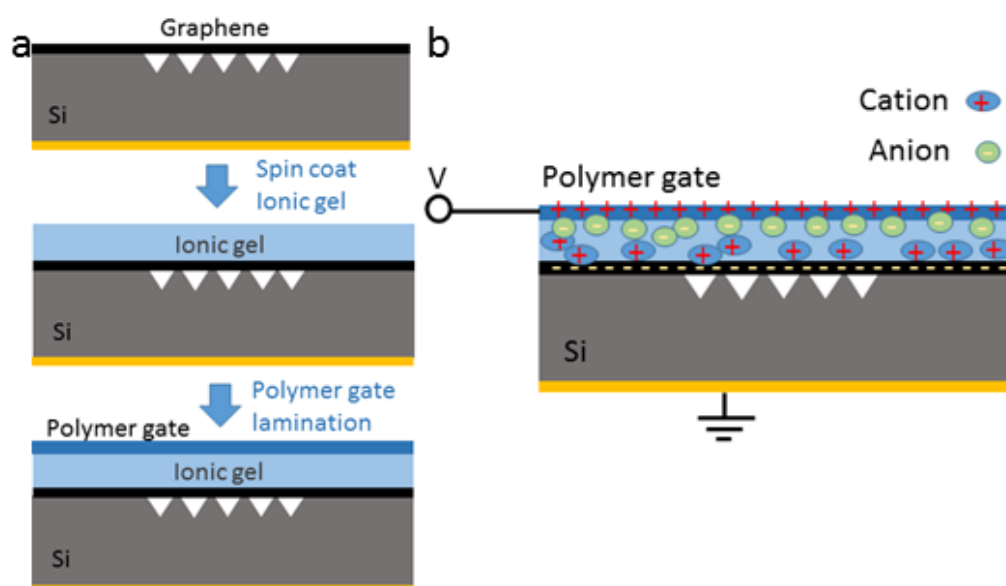 a
Graphene
Si
Spin coat
Ionic gel
Ionic gel
Si
Polymer gate
lamination
Polymer gate
Ionic gel
Si
b
Cation
+
Anion
-
V
Polymer gate
Si